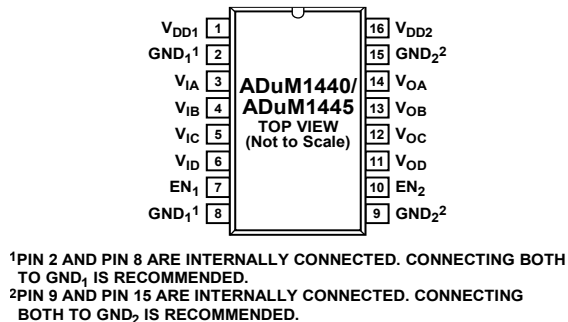 VDD1 1 16 VDD2
GND1¹ 2 15 GND2²
VIA 3 14 VOA
VIB 4 13 VOB
VIC 5 12 VOC
VID 6 11 VOD
EN1 7 10 EN2
GND1¹ 8 9 GND2²
ADuM1440/
ADuM1445
TOP VIEW
(Not to Scale)
¹PIN 2 AND PIN 8 ARE INTERNALLY CONNECTED. CONNECTING BOTH
TO GND1 IS RECOMMENDED.
²PIN 9 AND PIN 15 ARE INTERNALLY CONNECTED. CONNECTING
BOTH TO GND2 IS RECOMMENDED.